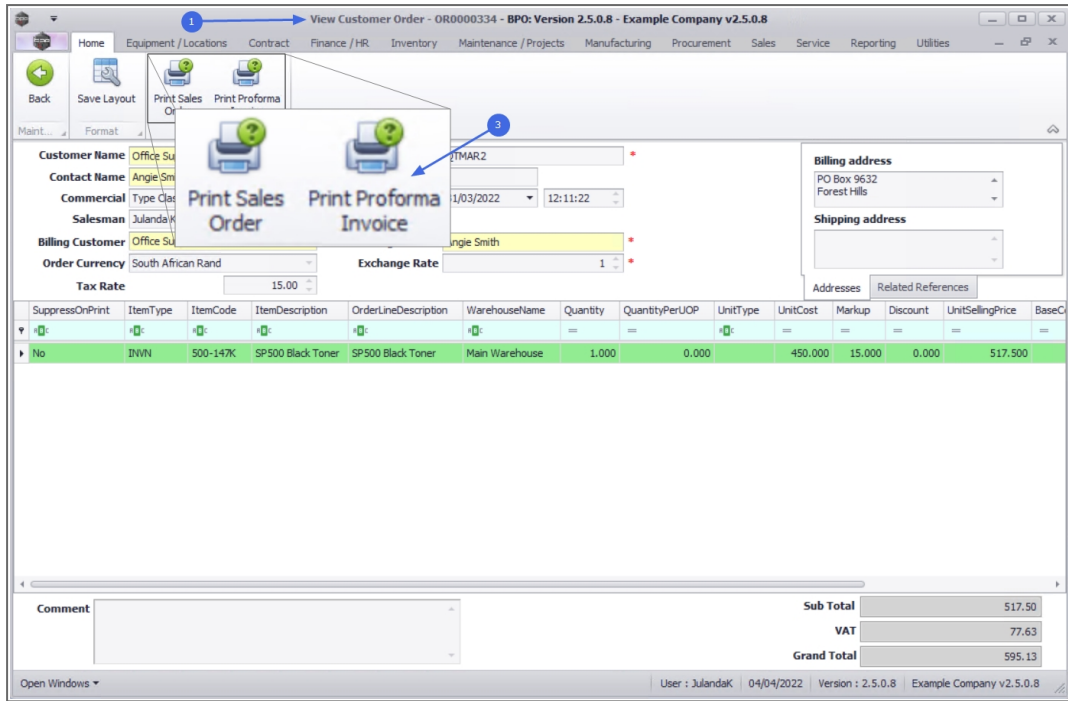 1
View Customer Order - OR0000334 - BPO: Version 2.5.0.8 - Example Company v2.5.0.8
Home Equipment / Locations Contract Finance / HR Inventory Maintenance / Projects Manufacturing Procurement Sales Service Reporting Utilities
Back Save Layout Print Sales Print Proforma
Maint... Format
3
Print Sales Order
Print Proforma Invoice
Customer Name Office Su *
Contact Name Angie Sm
Commercial Type Clas 12:11:22
Salesman Julanda K
Billing Customer Office Su Angie Smith *
Order Currency South African Rand Exchange Rate 1 *
Tax Rate 15.00
Billing address
PO Box 9632
Forest Hills
Shipping address
Addresses Related References
SuppressOnPrint ItemType ItemCode ItemDescription OrderLineDescription WarehouseName Quantity QuantityPerUOP UnitType UnitCost Markup Discount UnitSellingPrice BaseC
No INVN 500-147K SP500 Black Toner SP500 Black Toner Main Warehouse 1.000 0.000 450.000 15.000 0.000 517.500
Comment
Sub Total 517.50
VAT 77.63
Grand Total 595.13
Open Windows User : JulandaK 04/04/2022 Version : 2.5.0.8 Example Company v2.5.0.8